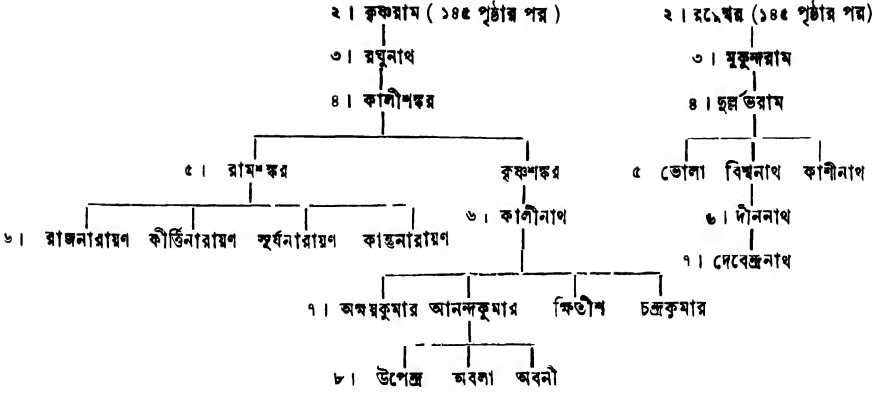 ২। কৃষ্ণরাম ( ১৪৫ পৃষ্ঠার পর )
৩। রঘুনাথ
৪। কালীশঙ্কর
৫। রামশঙ্কর কৃষ্ণশঙ্কর
৬। রাজনারায়ণ কীর্ত্তিনারায়ণ সূর্যনারায়ণ কান্তনারায়ণ
৬। কালীনাথ
৭। অক্ষয়কুমার আনন্দকুমার ক্ষিতীশ চন্দ্রকুমার
৮। উপেন্দ্র অবলা অবনী
২। রত্নেশ্বর (১৪৫ পৃষ্ঠার পর)
৩। মুকুন্দরাম
৪। দুর্ল্লভরাম
৫ ভোলা বিশ্বনাথ কাশীনাথ
৬। দীননাথ
৭। দেবেন্দ্রনাথ